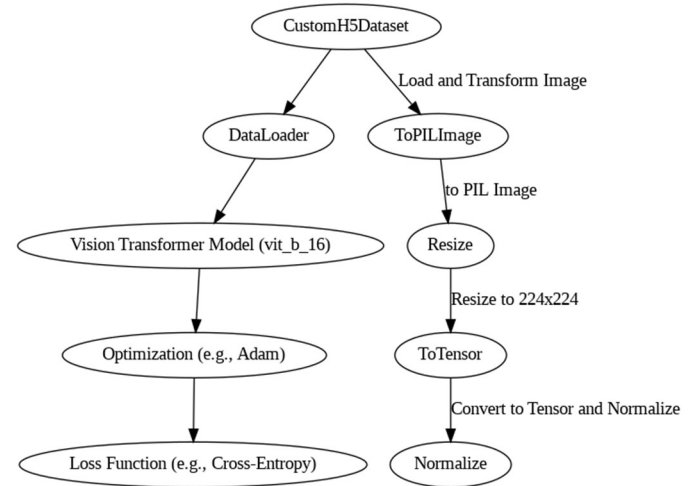 CustomH5Dataset
Load and Transform Image
DataLoader
ToPILImage
to PIL Image
Vision Transformer Model (vit_b_16)
Resize
Resize to 224x224
Optimization (e.g., Adam)
ToTensor
Convert to Tensor and Normalize
Loss Function (e.g., Cross-Entropy)
Normalize